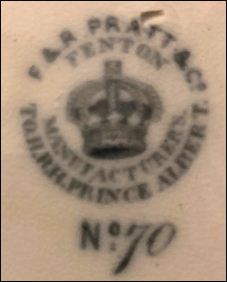 F & R. PRATT & Co.
FENTON
MANUFACTURERS
TO H.R.H. PRINCE ALBERT.
No. 70